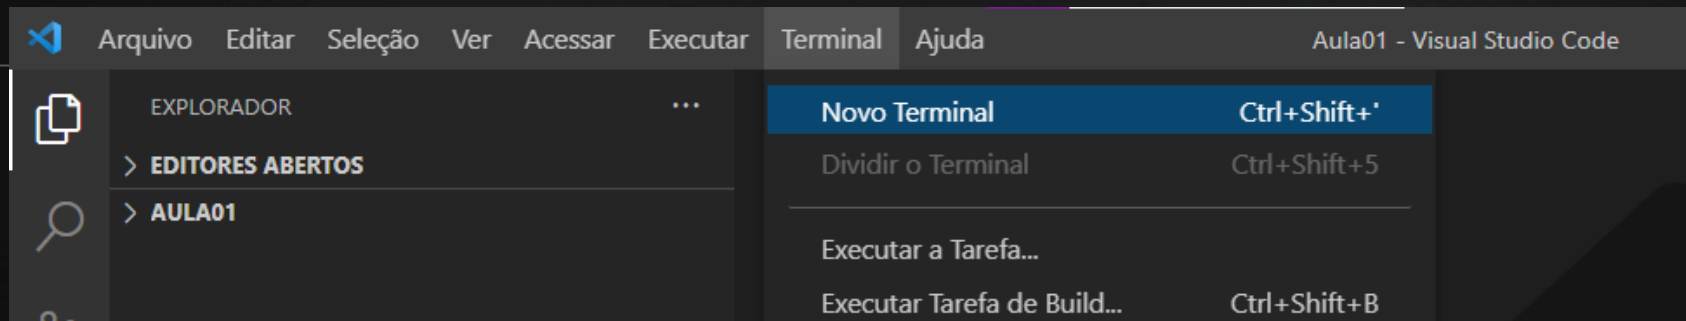 Arquivo Editar Seleção Ver Acessar Executar Terminal Ajuda Aula01 - Visual Studio Code
EXPLORADOR ...
EDITORES ABERTOS
AULA01
Novo Terminal Ctrl+Shift+'
Dividir o Terminal Ctrl+Shift+5
Executar a Tarefa...
Executar Tarefa de Build... Ctrl+Shift+B